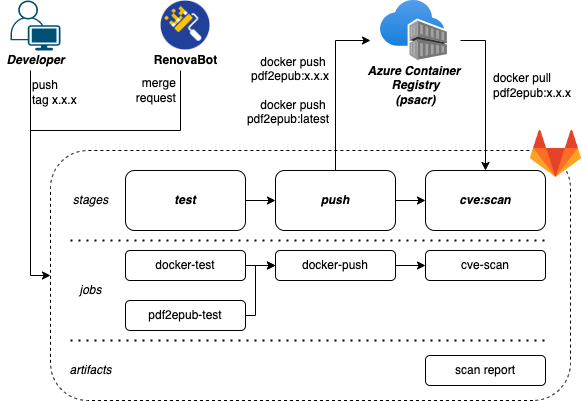 Developer
RenovaBot
push
tag x.x.x
merge
request
docker push
pdf2epub:x.x.x
docker push
pdf2epub:latest
Azure Container
Registry
(psacr)
docker pull
pdf2epub:x.x.x
stages
test
push
cve:scan
jobs
docker-test
docker-push
cve-scan
pdf2epub-test
artifacts
scan report